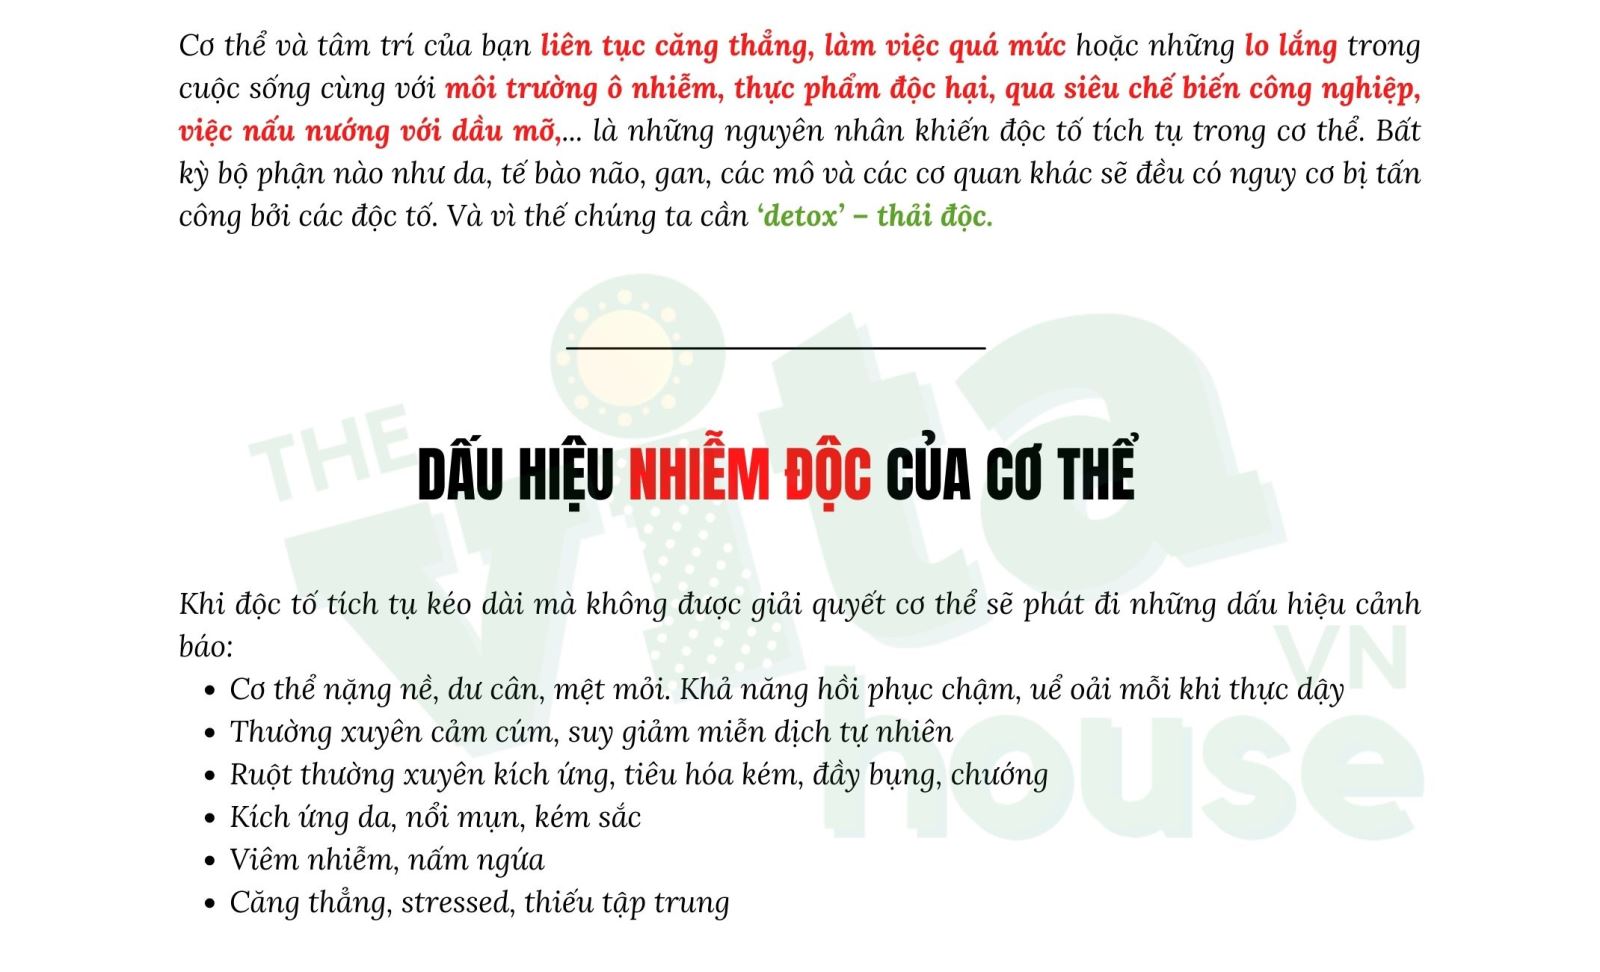 Cơ thể và tâm trí của bạn liên tục căng thẳng, làm việc quá mức hoặc những lo lắng trong
cuộc sống cùng với môi trường ô nhiễm, thực phẩm độc hại, qua siêu chế biến công nghiệp,
việc nấu nướng với dầu mỡ,... là những nguyên nhân khiến độc tố tích tụ trong cơ thể. Bất
kỳ bộ phận nào như da, tế bào não, gan, các mô và các cơ quan khác sẽ đều có nguy cơ bị tấn
công bởi các độc tố. Và vì thế chúng ta cần ‘detox’ – thải độc.
THE
vita
DẤU HIỆU NHIỄM ĐỘC CỦA CƠ THỂ
Khi độc tố tích tụ kéo dài mà không được giải quyết cơ thể sẽ phát đi những dấu hiệu cảnh
báo:
VN
house
• Cơ thể nặng nề, dư cân, mệt mỏi. Khả năng hồi phục chậm, uể oải mỗi khi thực dậy
• Thường xuyên cảm cúm, suy giảm miễn dịch tự nhiên
• Ruột thường xuyên kích ứng, tiêu hóa kém, đầy bụng, chướng
• Kích ứng da, nổi mụn, kém sắc
• Viêm nhiễm, nấm ngứa
• Căng thẳng, stressed, thiếu tập trung